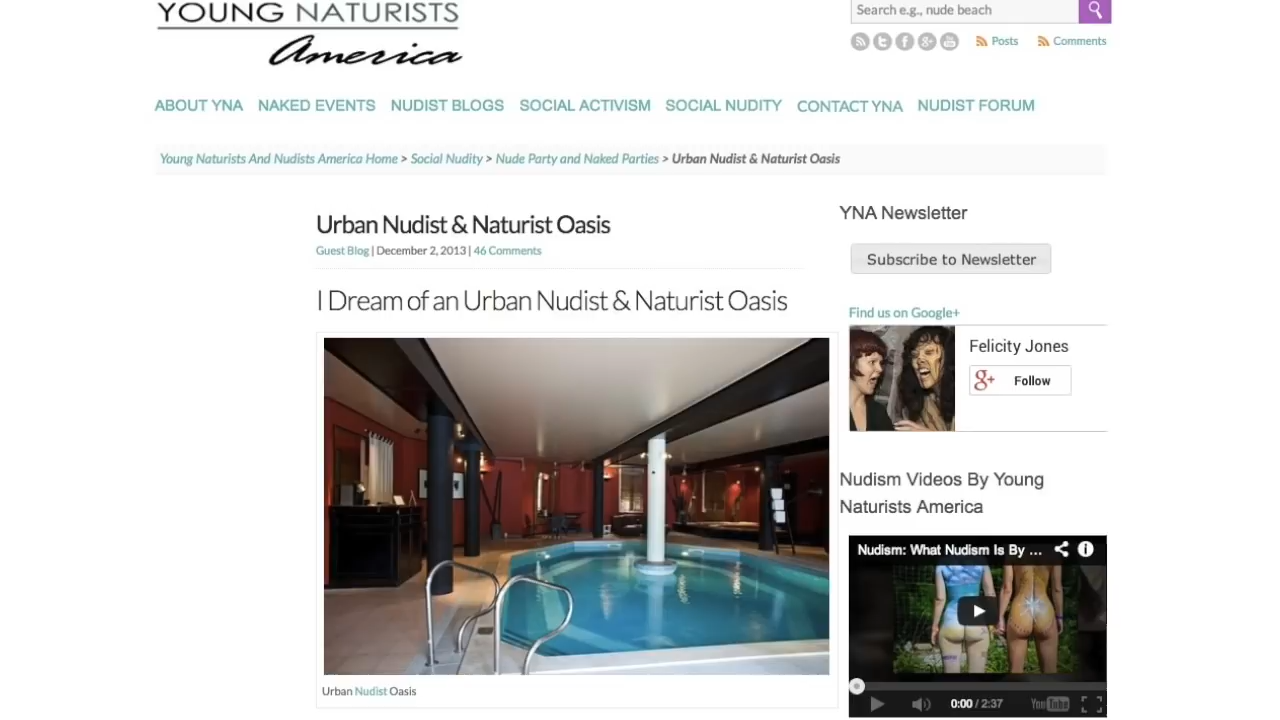 YOUNG NATURISTS
America
Search e.g., nude beach
Posts
Comments
ABOUT YNA NAKED EVENTS NUDIST BLOGS SOCIAL ACTIVISM SOCIAL NUDITY CONTACT YNA NUDIST FORUM
Young Naturists And Nudists America Home > Social Nudity > Nude Party and Naked Parties > Urban Nudist & Naturist Oasis
Urban Nudist & Naturist Oasis
Guest Blog | December 2, 2013 | 46 Comments
I Dream of an Urban Nudist & Naturist Oasis
Urban Nudist Oasis
YNA Newsletter
Subscribe to Newsletter
Find us on Google+
Felicity Jones
g+ Follow
Nudism Videos By Young
Naturists America
Nudism: What Nudism Is By ...
0:00 / 2:37 YouTube